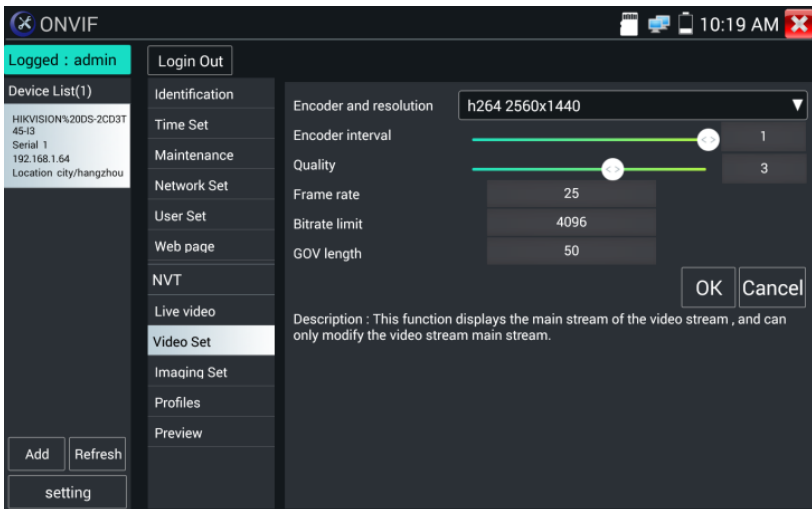 ONVIF
10:19 AM
Logged : admin
Login Out
Device List(1)
HIKVISION%20DS-2CD3T
45-I3
Serial 1
192.168.1.64
Location city/hangzhou
Add
Refresh
setting
Identification
Time Set
Maintenance
Network Set
User Set
Web page
NVT
Live video
Video Set
Imaging Set
Profiles
Preview
Encoder and resolution h264 2560x1440
Encoder interval 1
Quality 3
Frame rate 25
Bitrate limit 4096
GOV length 50
OK
Cancel
Description : This function displays the main stream of the video stream , and can
only modify the video stream main stream.